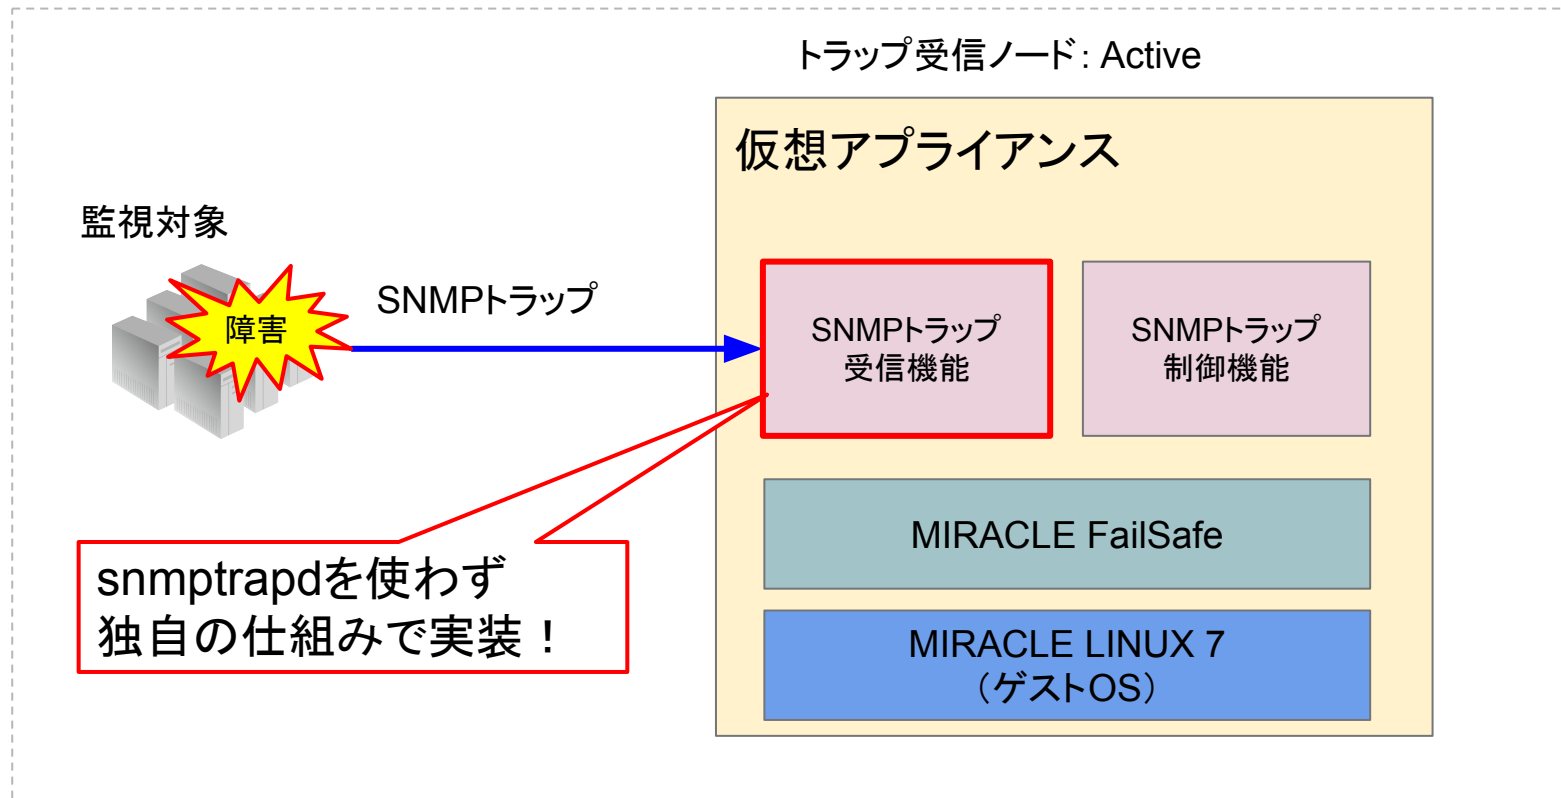 トラップ受信ノード：Active
仮想アプライアンス
監視対象
障害
SNMPトラップ
SNMPトラップ
受信機能
SNMPトラップ
制御機能
snmptrapdを使わず
独自の仕組みで実装！
MIRACLE FailSafe
MIRACLE LINUX 7
（ゲストOS）